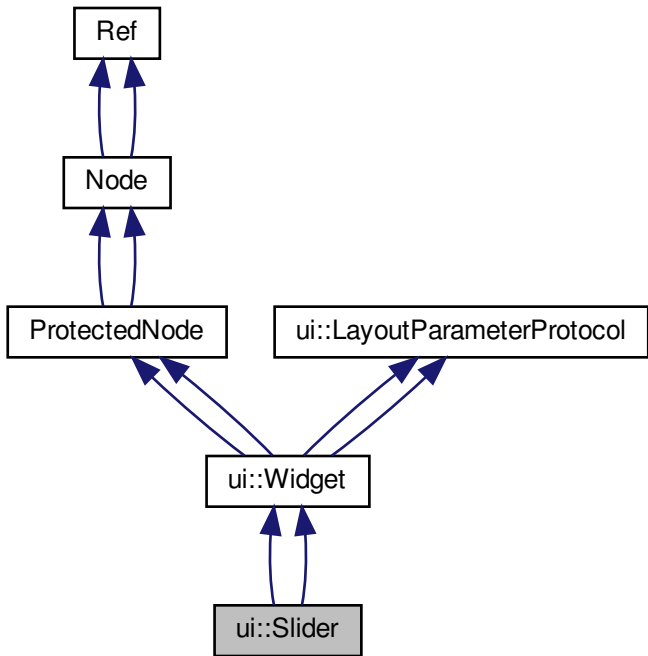 Ref
Node
ProtectedNode
ui::LayoutParameterProtocol
ui::Widget
ui::Slider